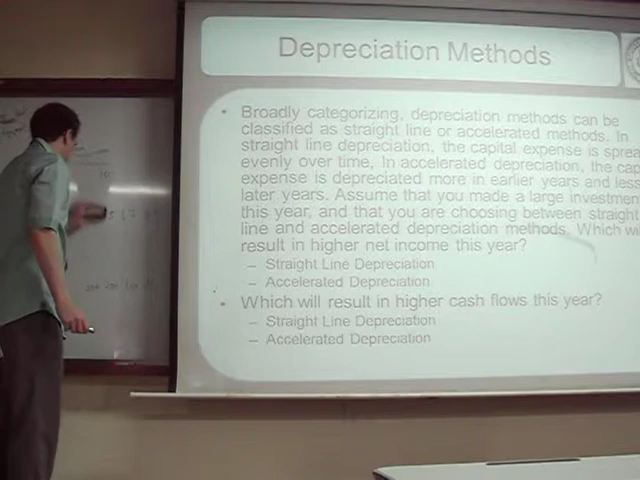 Depreciation Methods
• Broadly categorizing, depreciation methods can be
classified as straight line or accelerated methods. In
straight line depreciation, the capital expense is sprea
evenly over time, In accelerated depreciation, the cap
expense is depreciated more in earlier years and less
later years. Assume that you made a large investmen
this year, and that you are choosing between straight
line and accelerated depreciation methods. Which wil
result in higher net income this year?
– Straight Line Depreciation
– Accelerated Depreciation
• Which will result in higher cash flows this year?
– Straight Line Depreciation
– Accelerated Depreciation